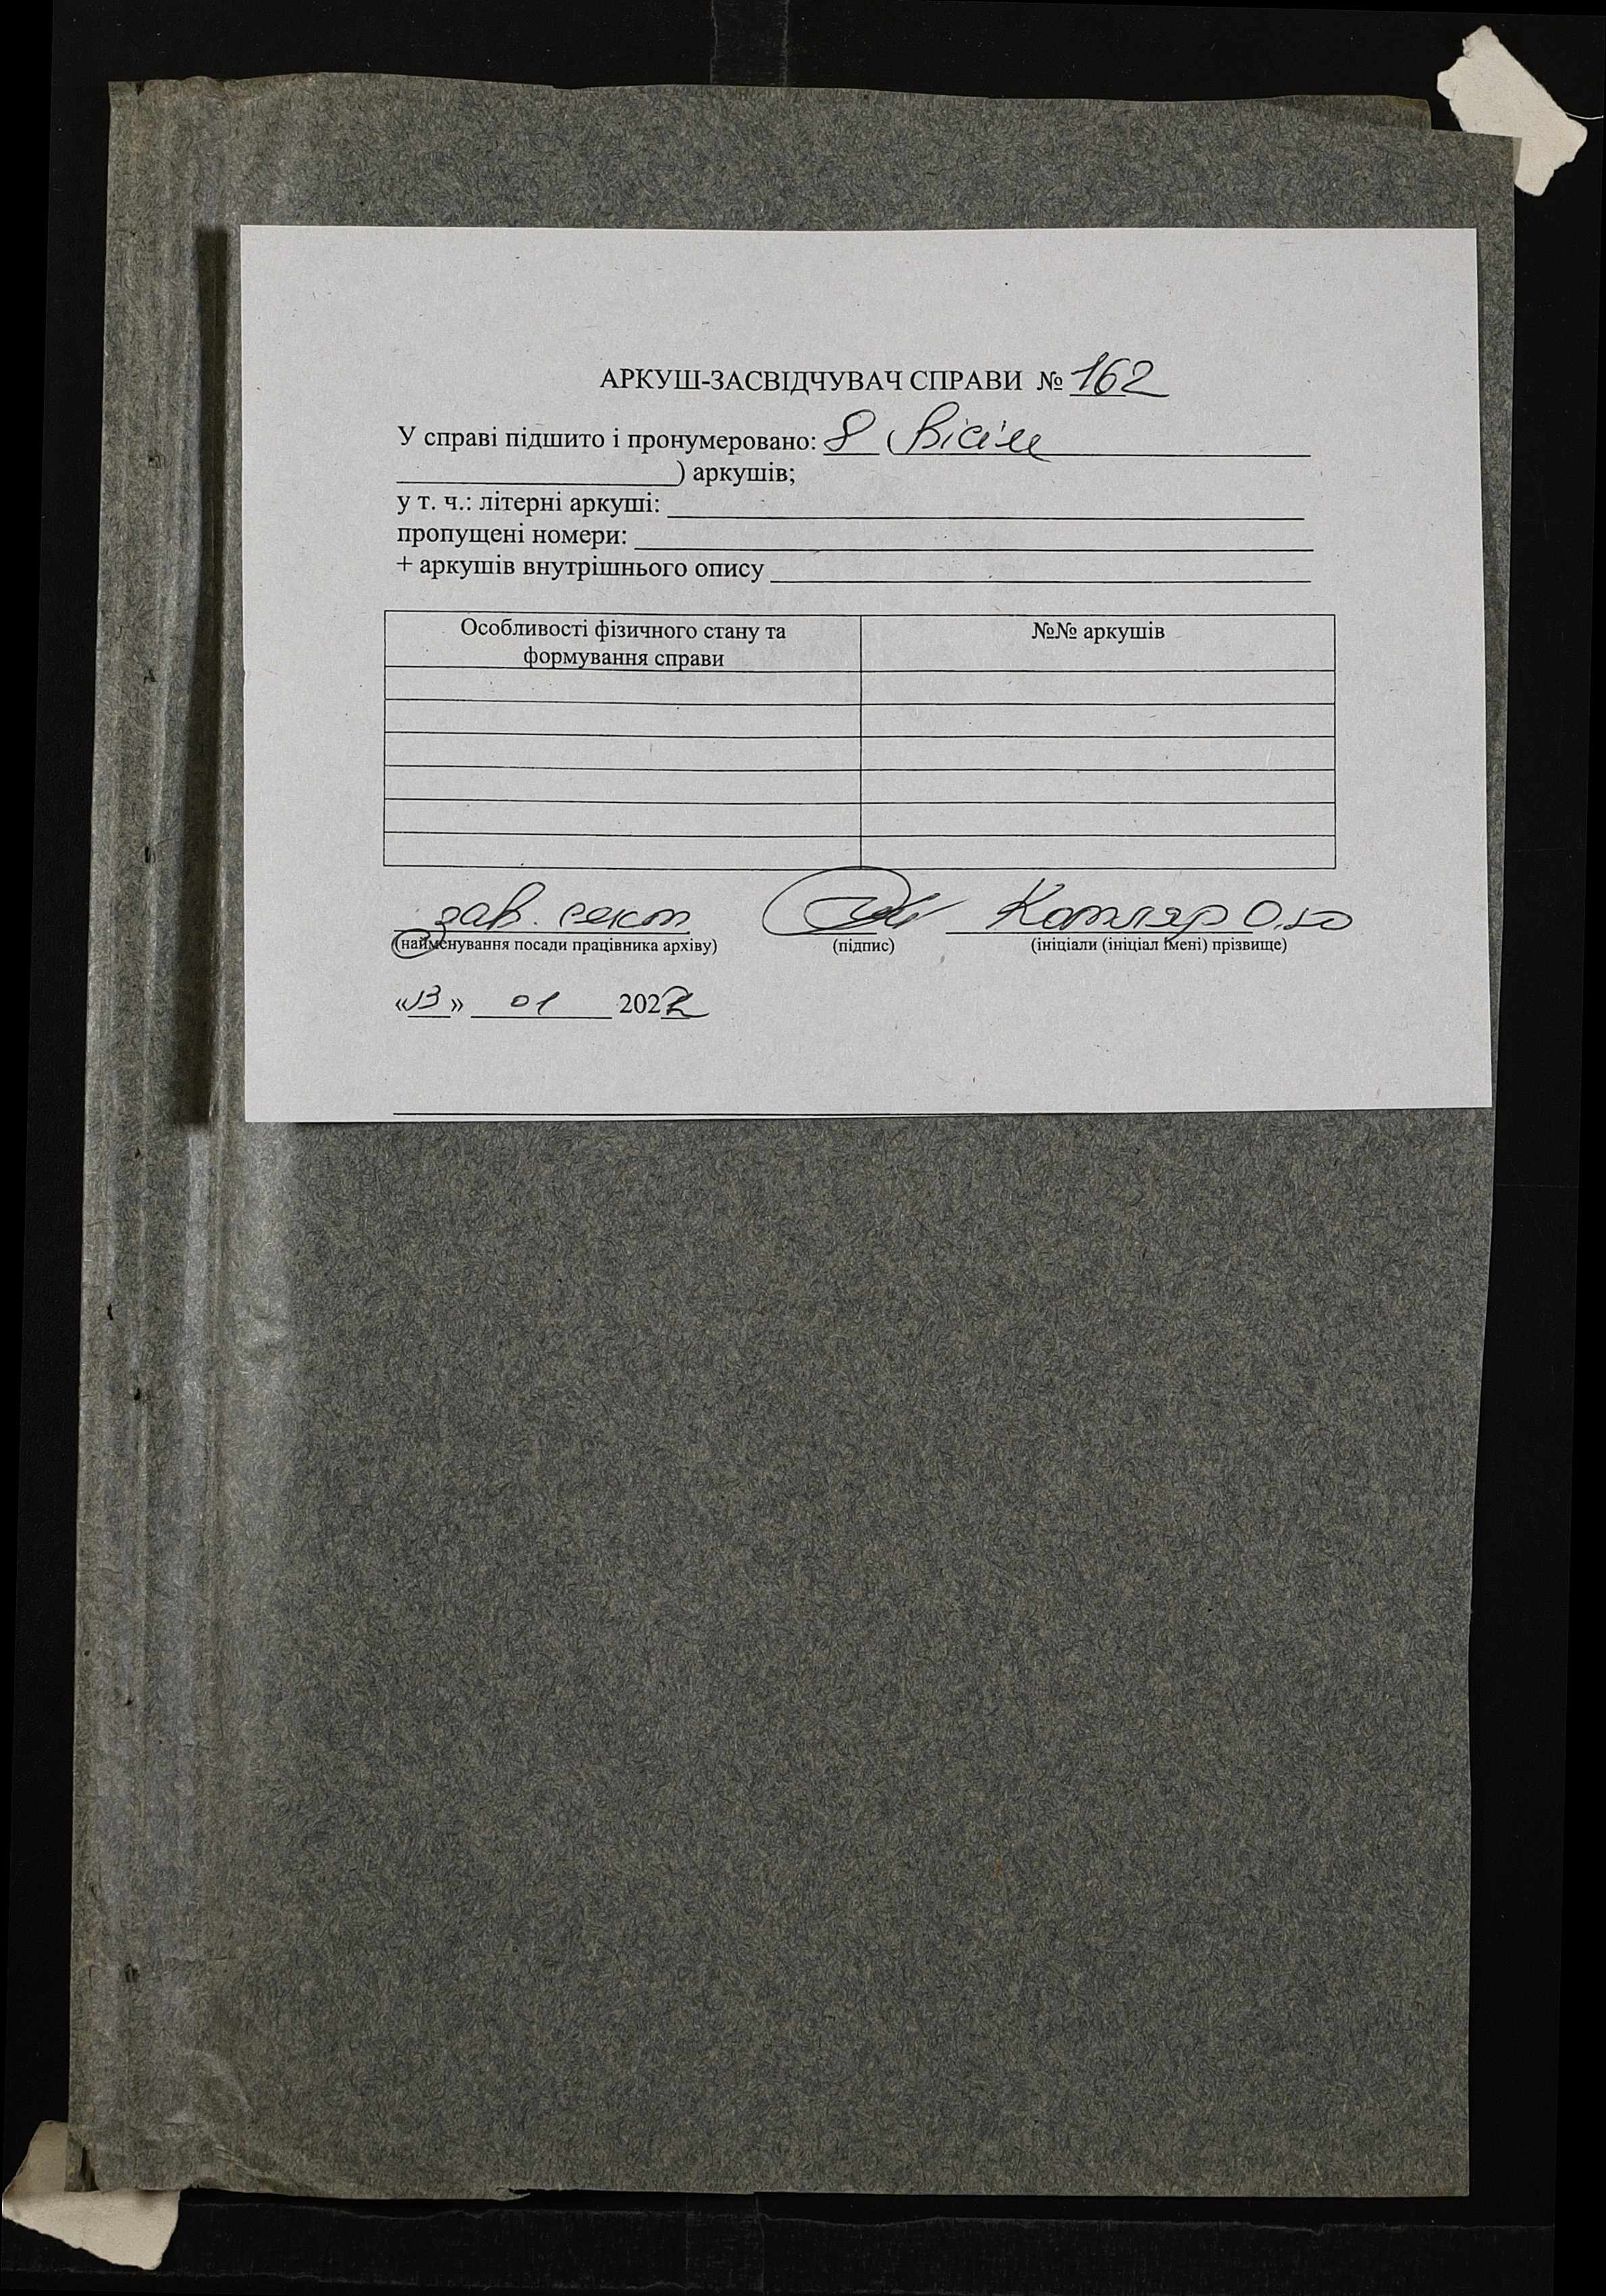 АРКУШ-ЗАСВІДЧУВАЧ СПРАВИ № 162
У справі підшито і пронумеровано: 8 (вісім
) аркушів;
у т. ч.: літерні аркуші:
пропущені номери:
+ аркушів внутрішнього опису
Особливості фізичного стану та
формування справи
№№ аркушів
зав. сект Котляр О.Ю
(найменування посади працівника архіву) (підпис) (ініціали (ініціал імені) прізвище)
«13» 01 2022